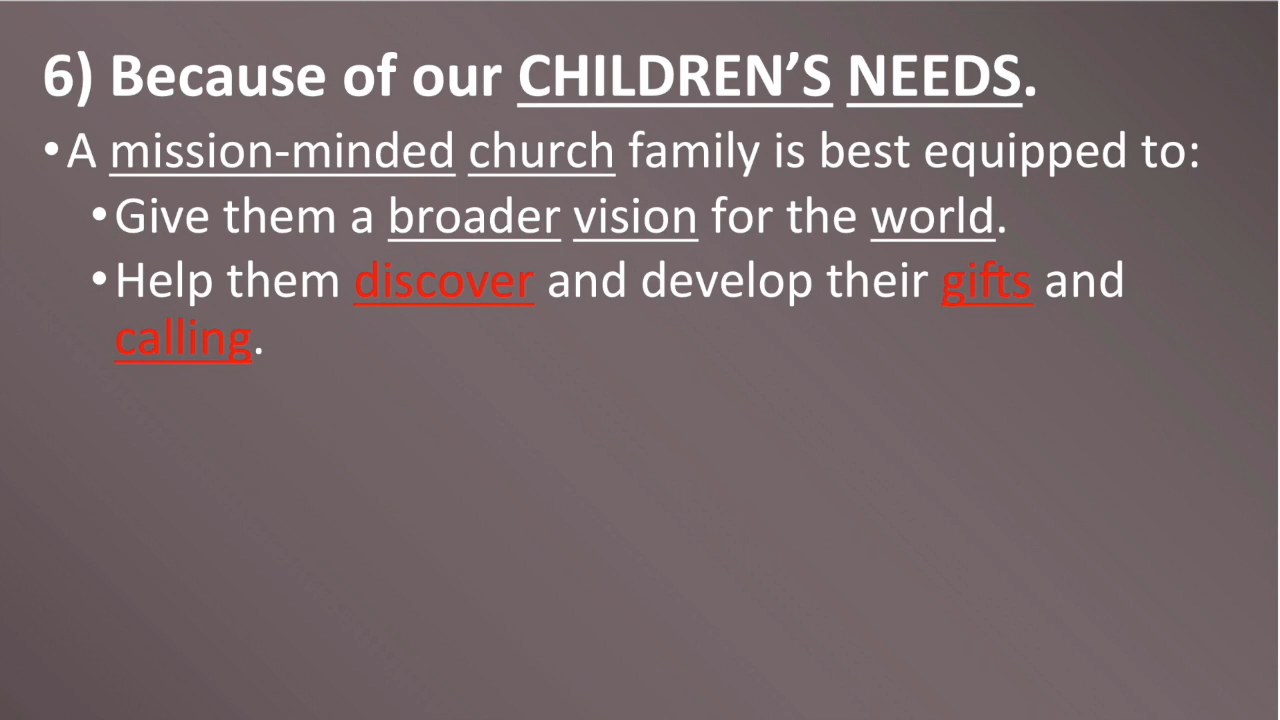 6) Because of our CHILDREN’S NEEDS.
•A mission-minded church family is best equipped to:
•Give them a broader vision for the world.
•Help them discover and develop their gifts and
calling.